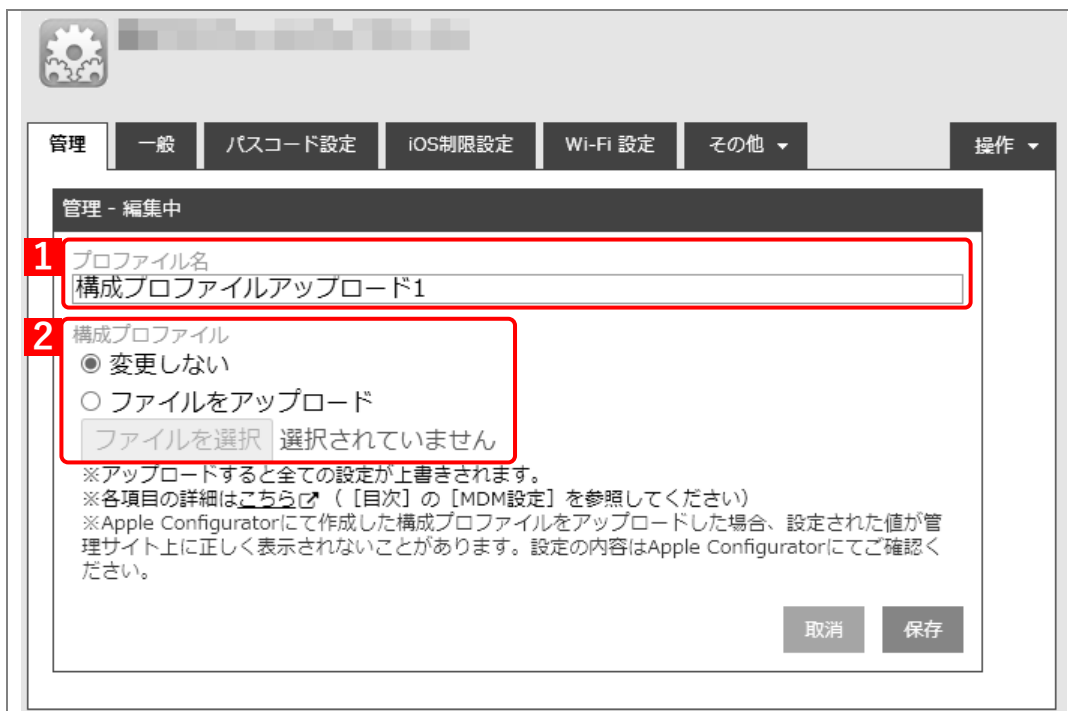 管理 一般 パスコード設定 iOS制限設定 Wi-Fi 設定 その他 操作
管理 - 編集中
1
プロファイル名
構成プロファイルアップロード1
2
構成プロファイル
変更しない
ファイルをアップロード
ファイルを選択 選択されていません
※アップロードすると全ての設定が上書きされます。
※各項目の詳細はこちら（［目次］の［MDM設定］を参照してください）
※Apple Configuratorにて作成した構成プロファイルをアップロードした場合、設定された値が管
理サイト上に正しく表示されないことがあります。設定の内容はApple Configuratorにてご確認く
ださい。
取消 保存